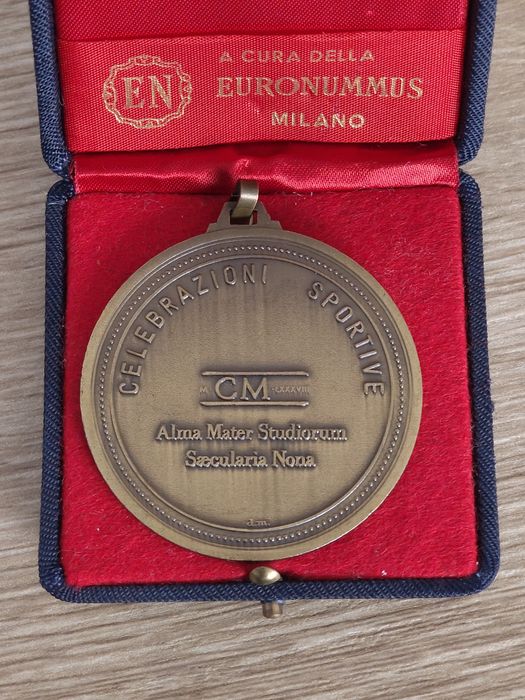 A CURA DELLA
EN
EURONUMMUS
MILANO
CELEBRAZIONI SPORTIVE
M CM LXXXVIII
Alma Mater Studiorum
Sæcularia Nona
d.m.